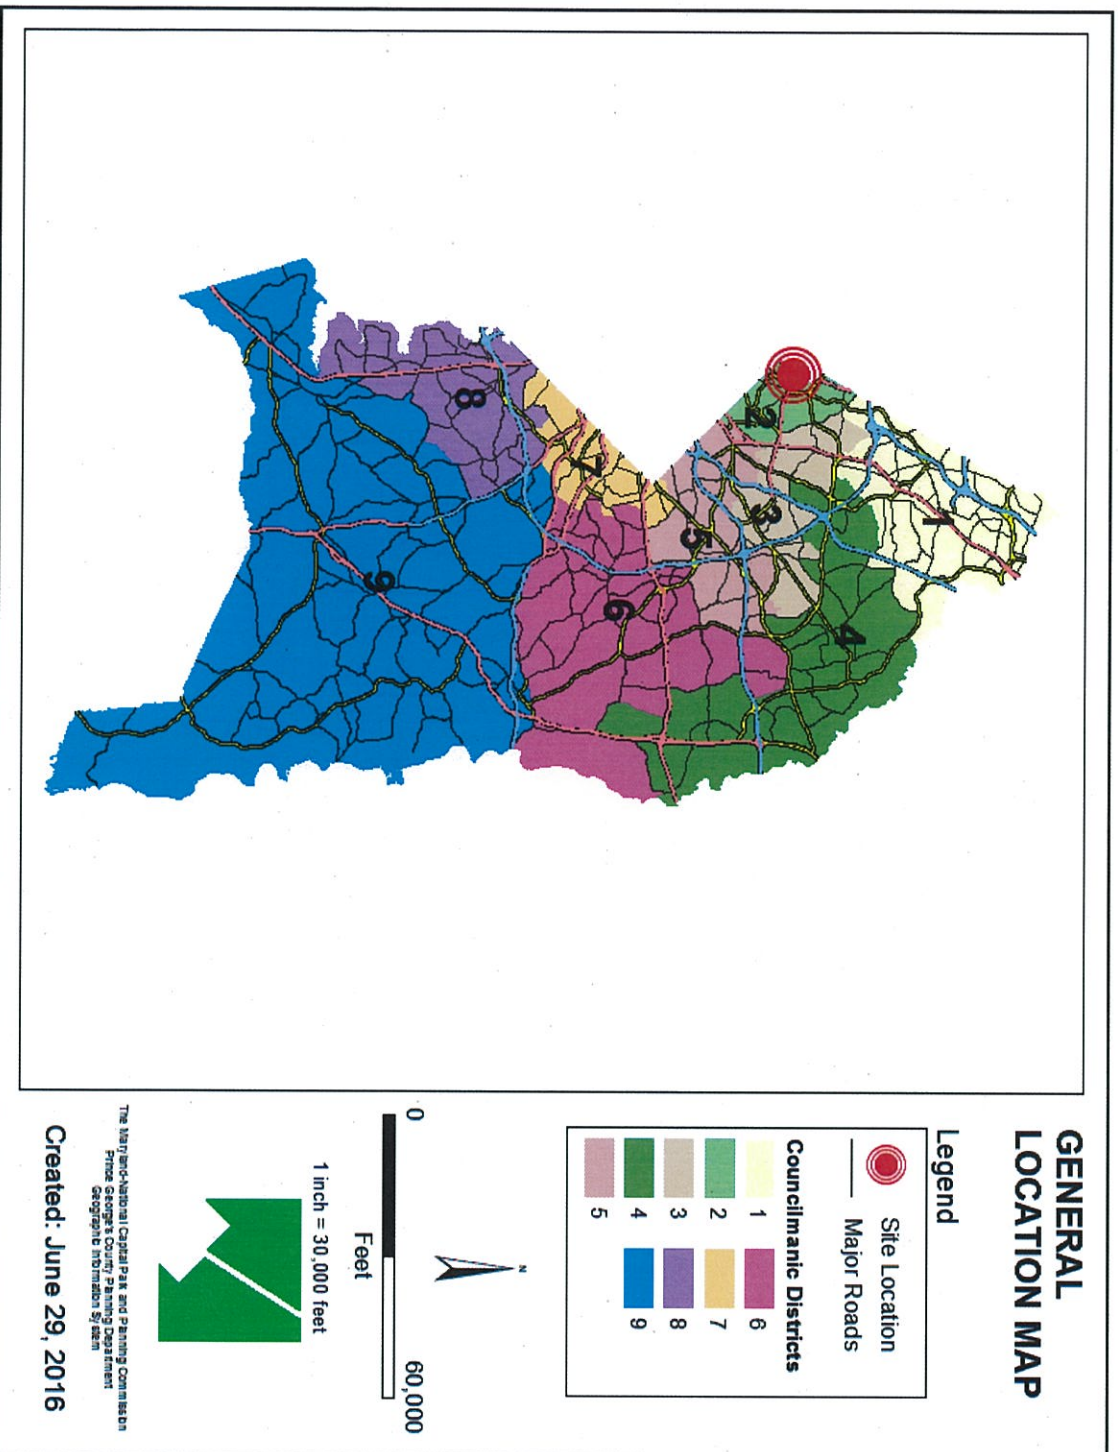 GENERAL
LOCATION MAP
Legend
Site Location
Major Roads
Councilmanic Districts
1
2
3
4
5
6
7
8
9
N
0
60,000
Feet
1 inch = 30,000 feet
The Maryland-National Capital Park and Planning Commission
Prince George's County Planning Department
Geographic Information System
Created: June 29, 2016
1
2
3
4
5
6
7
8
9